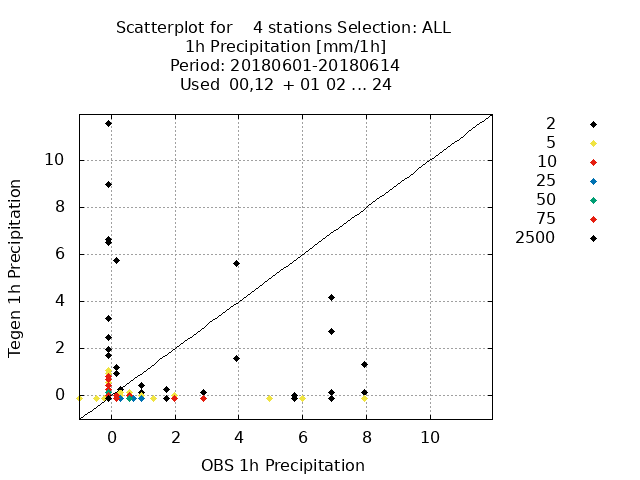 Scatterplot for    4 stations Selection: ALL
1h Precipitation [mm/1h]
Period: 20180601-20180614
Used  00,12  + 01 02 ... 24
2
5
10
25
50
75
2500
10
8
6
4
2
0
Tegen 1h Precipitation
0 2 4 6 8 10
OBS 1h Precipitation